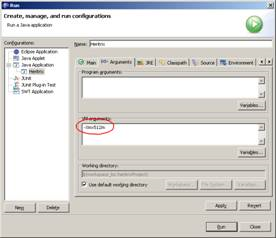 Run
Create, manage, and run configurations
Run a Java application
Configurations:
Eclipse Application
Java Applet
Java Application
JUnit
JUnit Plug-in Test
SWT Application
New
Delete
Name:
Main
Arguments
JRE
Classpath
Source
Environment
Program arguments:
Variables...
VM arguments:
-Xmx512m
Variables...
Working directory:
Use default working directory
Workspace...
File System...
Variables...
Apply
Revert
Run
Close